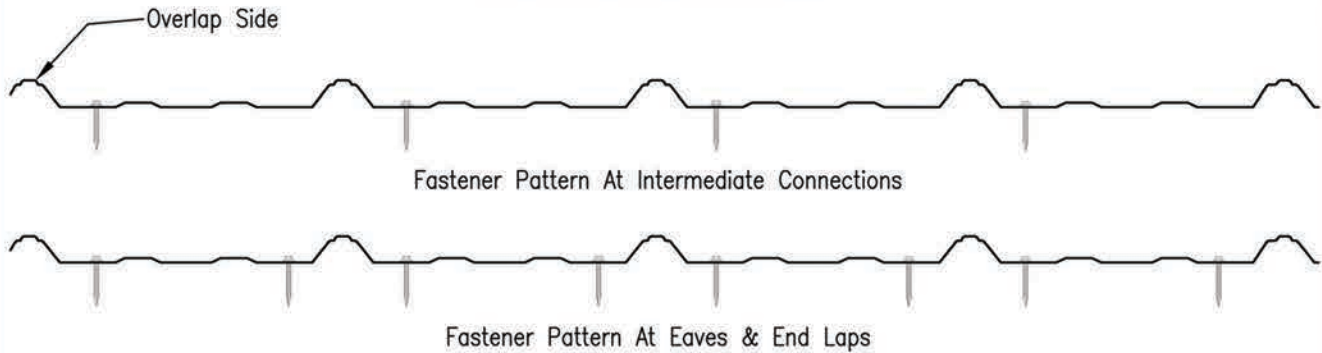 Overlap Side
Fastener Pattern At Intermediate Connections
Fastener Pattern At Eaves & End Laps